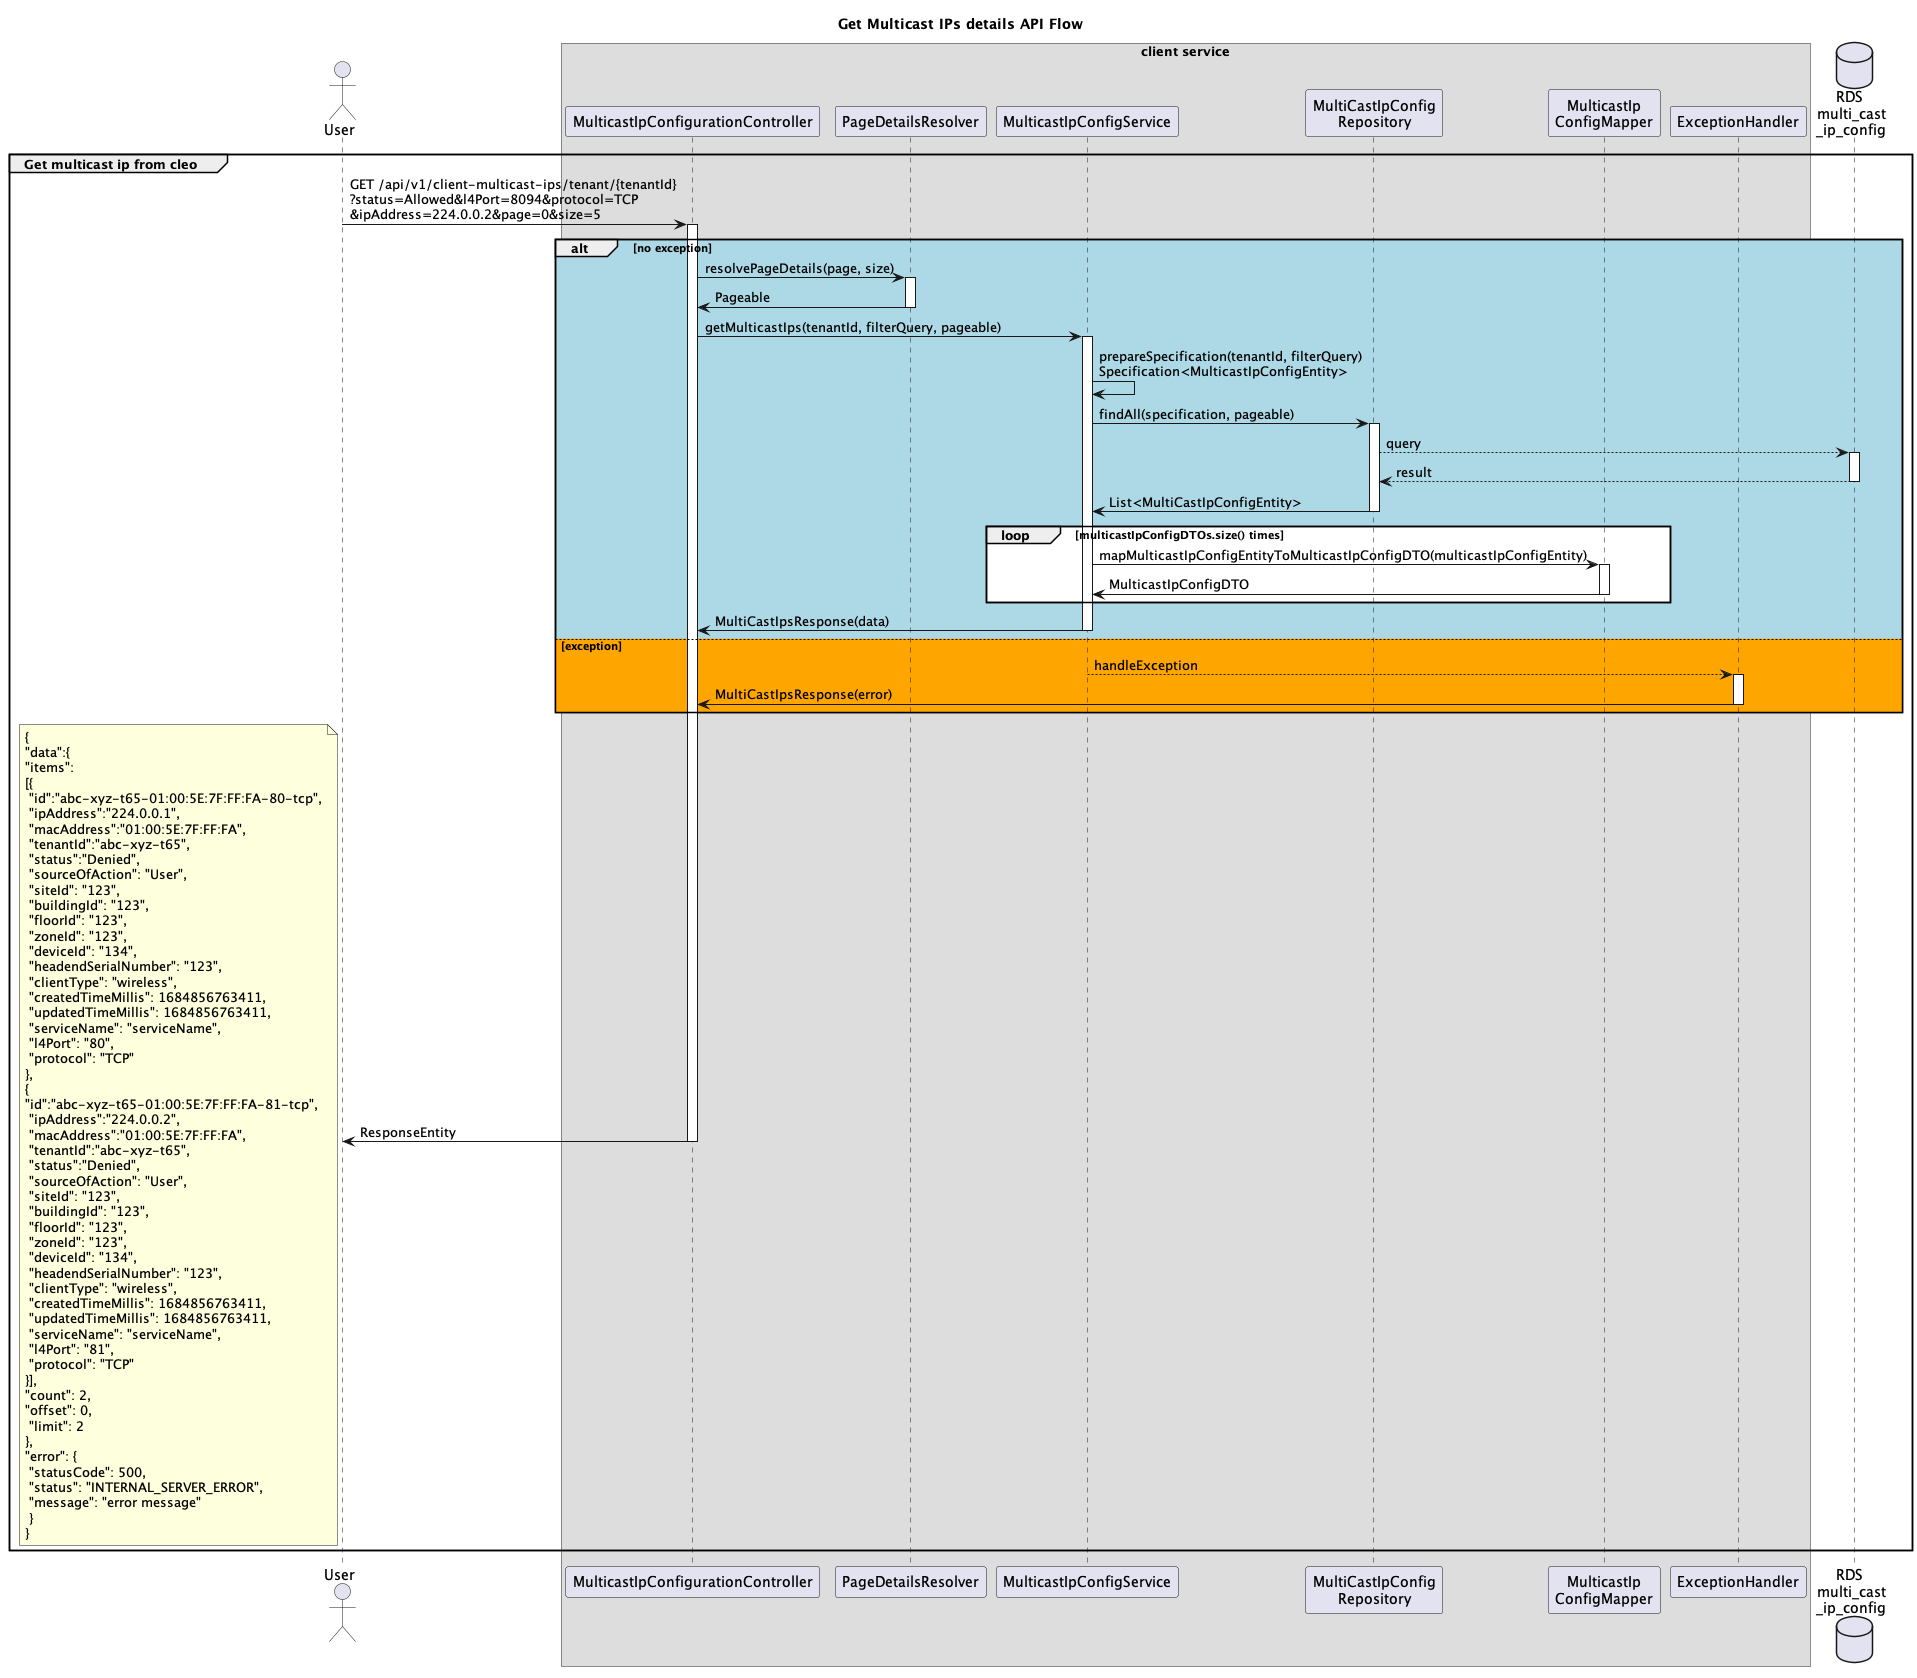 Get Multicast IPs details API Flow
client service
User
MulticastIpConfigurationController
PageDetailsResolver
MulticastIpConfigService
MultiCastIpConfig
Repository
MulticastIp
ConfigMapper
ExceptionHandler
RDS
multi_cast
_ip_config
Get multicast ip from cleo
GET /api/v1/client-multicast-ips/tenant/{tenantId}
?status=Allowed&l4Port=8094&protocol=TCP
&ipAddress=224.0.0.2&page=0&size=5
alt
[no exception]
resolvePageDetails(page, size)
Pageable
getMulticastIps(tenantId, filterQuery, pageable)
prepareSpecification(tenantId, filterQuery)
Specification<MulticastIpConfigEntity>
findAll(specification, pageable)
query
result
List<MultiCastIpConfigEntity>
loop
[multicastIpConfigDTOs.size() times]
mapMulticastIpConfigEntityToMulticastIpConfigDTO(multicastIpConfigEntity)
MulticastIpConfigDTO
MultiCastIpsResponse(data)
[exception]
handleException
MultiCastIpsResponse(error)
{
"data":{
"items":
[{
"id":"abc-xyz-t65-01:00:5E:7F:FF:FA-80-tcp",
"ipAddress":"224.0.0.1",
"macAddress":"01:00:5E:7F:FF:FA",
"tenantId":"abc-xyz-t65",
"status":"Denied",
"sourceOfAction": "User",
"siteId": "123",
"buildingId": "123",
"floorId": "123",
"zoneId": "123",
"deviceId": "134",
"headendSerialNumber": "123",
"clientType": "wireless",
"createdTimeMillis": 1684856763411,
"updatedTimeMillis": 1684856763411,
"serviceName": "serviceName",
"l4Port": "80",
"protocol": "TCP"
},
{
"id":"abc-xyz-t65-01:00:5E:7F:FF:FA-81-tcp",
"ipAddress":"224.0.0.2",
"macAddress":"01:00:5E:7F:FF:FA",
"tenantId":"abc-xyz-t65",
"status":"Denied",
"sourceOfAction": "User",
"siteId": "123",
"buildingId": "123",
"floorId": "123",
"zoneId": "123",
"deviceId": "134",
"headendSerialNumber": "123",
"clientType": "wireless",
"createdTimeMillis": 1684856763411,
"updatedTimeMillis": 1684856763411,
"serviceName": "serviceName",
"l4Port": "81",
"protocol": "TCP"
}],
"count": 2,
"offset": 0,
"limit": 2
},
"error": {
"statusCode": 500,
"status": "INTERNAL_SERVER_ERROR",
"message": "error message"
}
}
ResponseEntity
User
MulticastIpConfigurationController
PageDetailsResolver
MulticastIpConfigService
MultiCastIpConfig
Repository
MulticastIp
ConfigMapper
ExceptionHandler
RDS
multi_cast
_ip_config